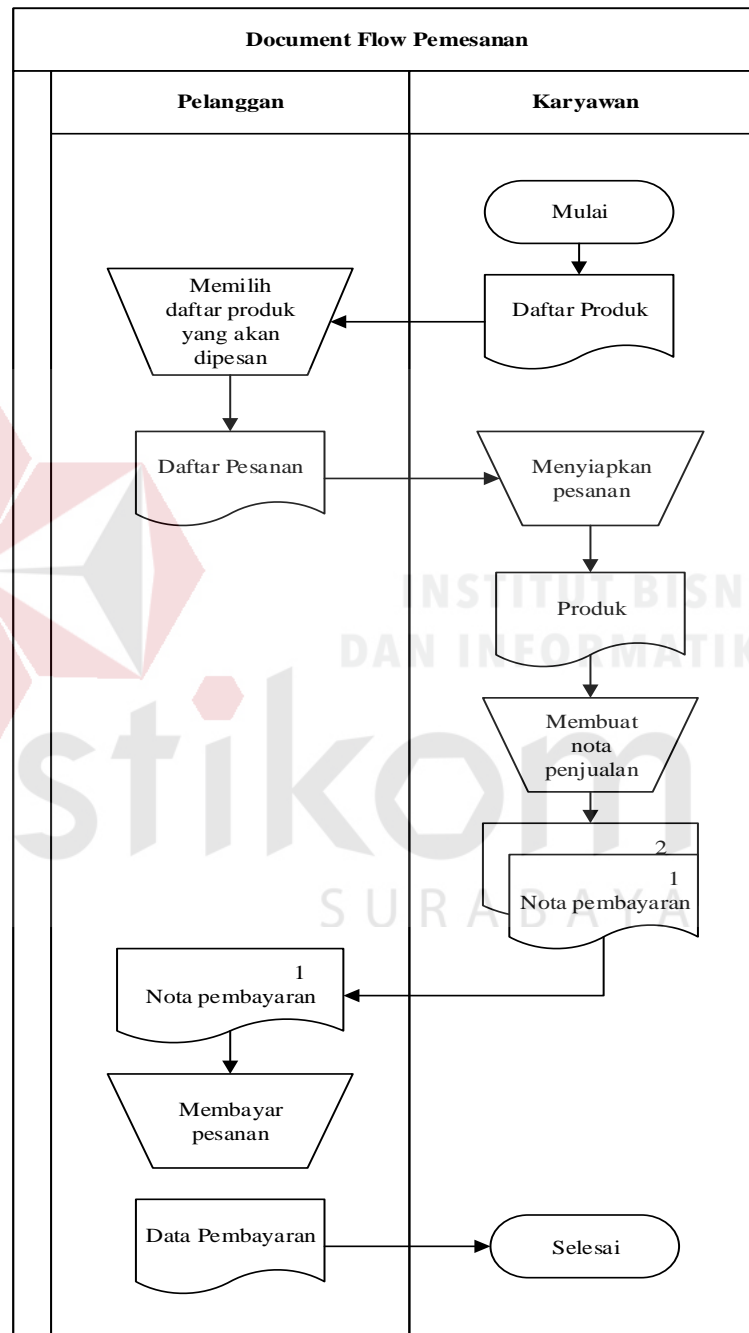 Document Flow Pemesanan
Pelanggan
Karyawan
Mulai
Daftar Produk
Memilih
daftar produk
yang akan
dipesan
Daftar Pesanan
Menyiapkan
pesanan
INSTITUT BISN
DAN INFORMATIK
Produk
Membuat
nota
penjualan
stikom
SURABAYA
2
1
Nota pembayaran
1
Nota pembayaran
Membayar
pesanan
Data Pembayaran
Selesai